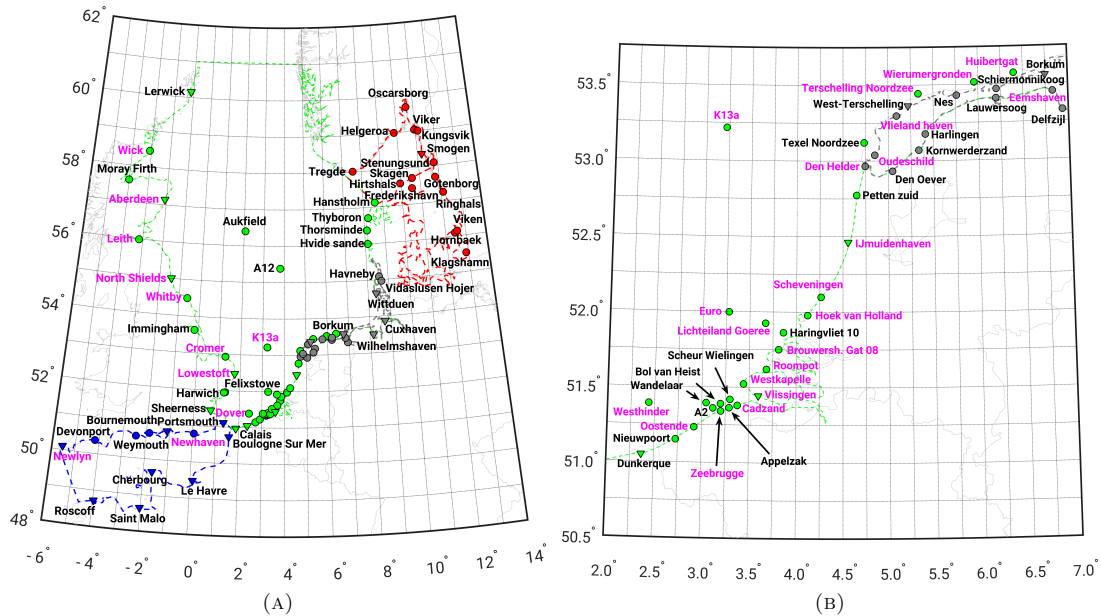 62°
60°
58°
56°
54°
52°
50°
48°
-6°
-4°
-2°
0°
2°
4°
6°
8°
10°
12°
14°
Lerwick
Wick
Moray Firth
Aberdeen
Leith
North Shields
Whitby
Immingham
Cromer
Lowestoft
Felixstowe
Harwich
Sheerness
Dover
Bournemouth
Portsmouth
Devonport
Weymouth
Newhaven
Newlyn
Calais
Boulogne Sur Mer
Cherbourg
Le Havre
Roscoff
Saint Malo
Aukfield
A12
K13a
Borkum
Oscarsborg
Viker
Helgeroa
Kungsvik
Smogen
Stenungsund
Tregde
Skagen
Hirtshals
Gotenborg
Frederikshavn
Hanstholm
Ringhals
Thyboron
Viken
Thorsminde
Hvide sande
Hornbaek
Klagshamn
Havneby
Vidaslusen Hojer
Wittduen
Cuxhaven
Wilhelmshaven
(A)
53.5°
53.0°
52.5°
52.0°
51.5°
51.0°
50.5°
2.0°
2.5°
3.0°
3.5°
4.0°
4.5°
5.0°
5.5°
6.0°
6.5°
7.0°
Huibertgat
Borkum
Wierumergronden
Schiermonnikoog
Terschelling Noordzee
Eemshaven
Nes
West-Terschelling
Lauwersoog
Delfzijl
K13a
Vlieland haven
Harlingen
Texel Noordzee
Kornwerderzand
Oudeschild
Den Helder
Den Oever
Petten zuid
IJmuidenhaven
Scheveningen
Euro
Hoek van Holland
Lichteiland Goeree
Haringvliet 10
Brouwersh. Gat 08
Scheur Wielingen
Roompot
Bol van Heist
Westkapelle
Wandelaar
Vlissingen
A2
Cadzand
Westhinder
Oostende
Nieuwpoort
Appelzak
Dunkerque
Zeebrugge
(B)